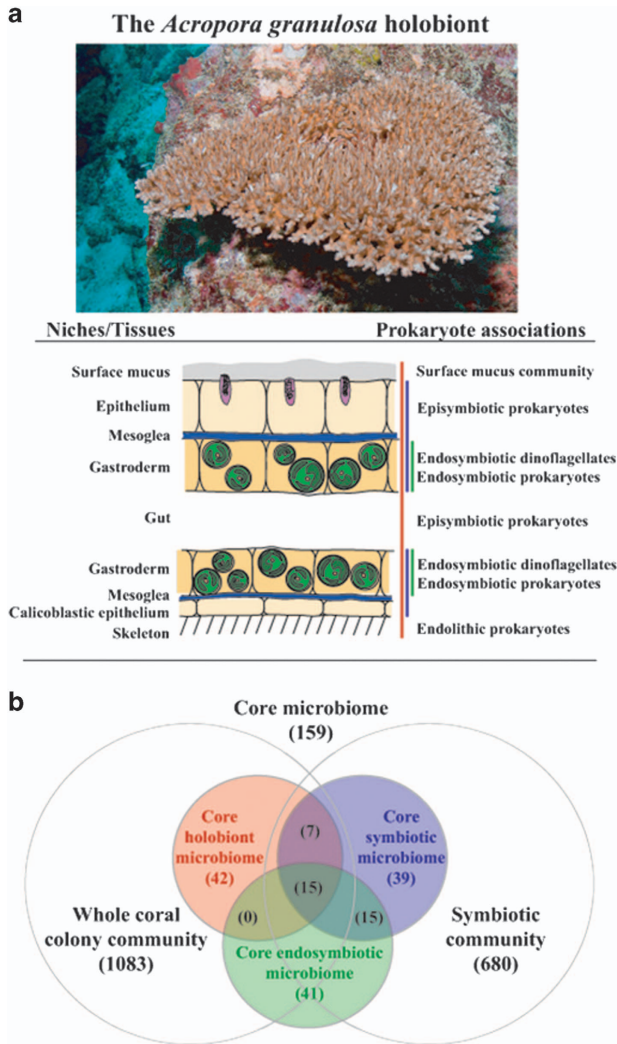 a
The Acropora granulosa holobiont
Niches/Tissues
Prokaryote associations
Surface mucus
Surface mucus community
Epithelium
Episymbiotic prokaryotes
Mesoglea
Gastroderm
Endosymbiotic dinoflagellates
Endosymbiotic prokaryotes
Gut
Episymbiotic prokaryotes
Gastroderm
Endosymbiotic dinoflagellates
Endosymbiotic prokaryotes
Mesoglea
Calicoblastic epithelium
Skeleton
Endolithic prokaryotes
b
Core microbiome
(159)
Core
holobiont
microbiome
(42)
(7)
Core
symbiotic
microbiome
(39)
(15)
(0)
(15)
Whole coral
colony community
(1083)
Symbiotic
community
(680)
Core endosymbiotic
microbiome
(41)